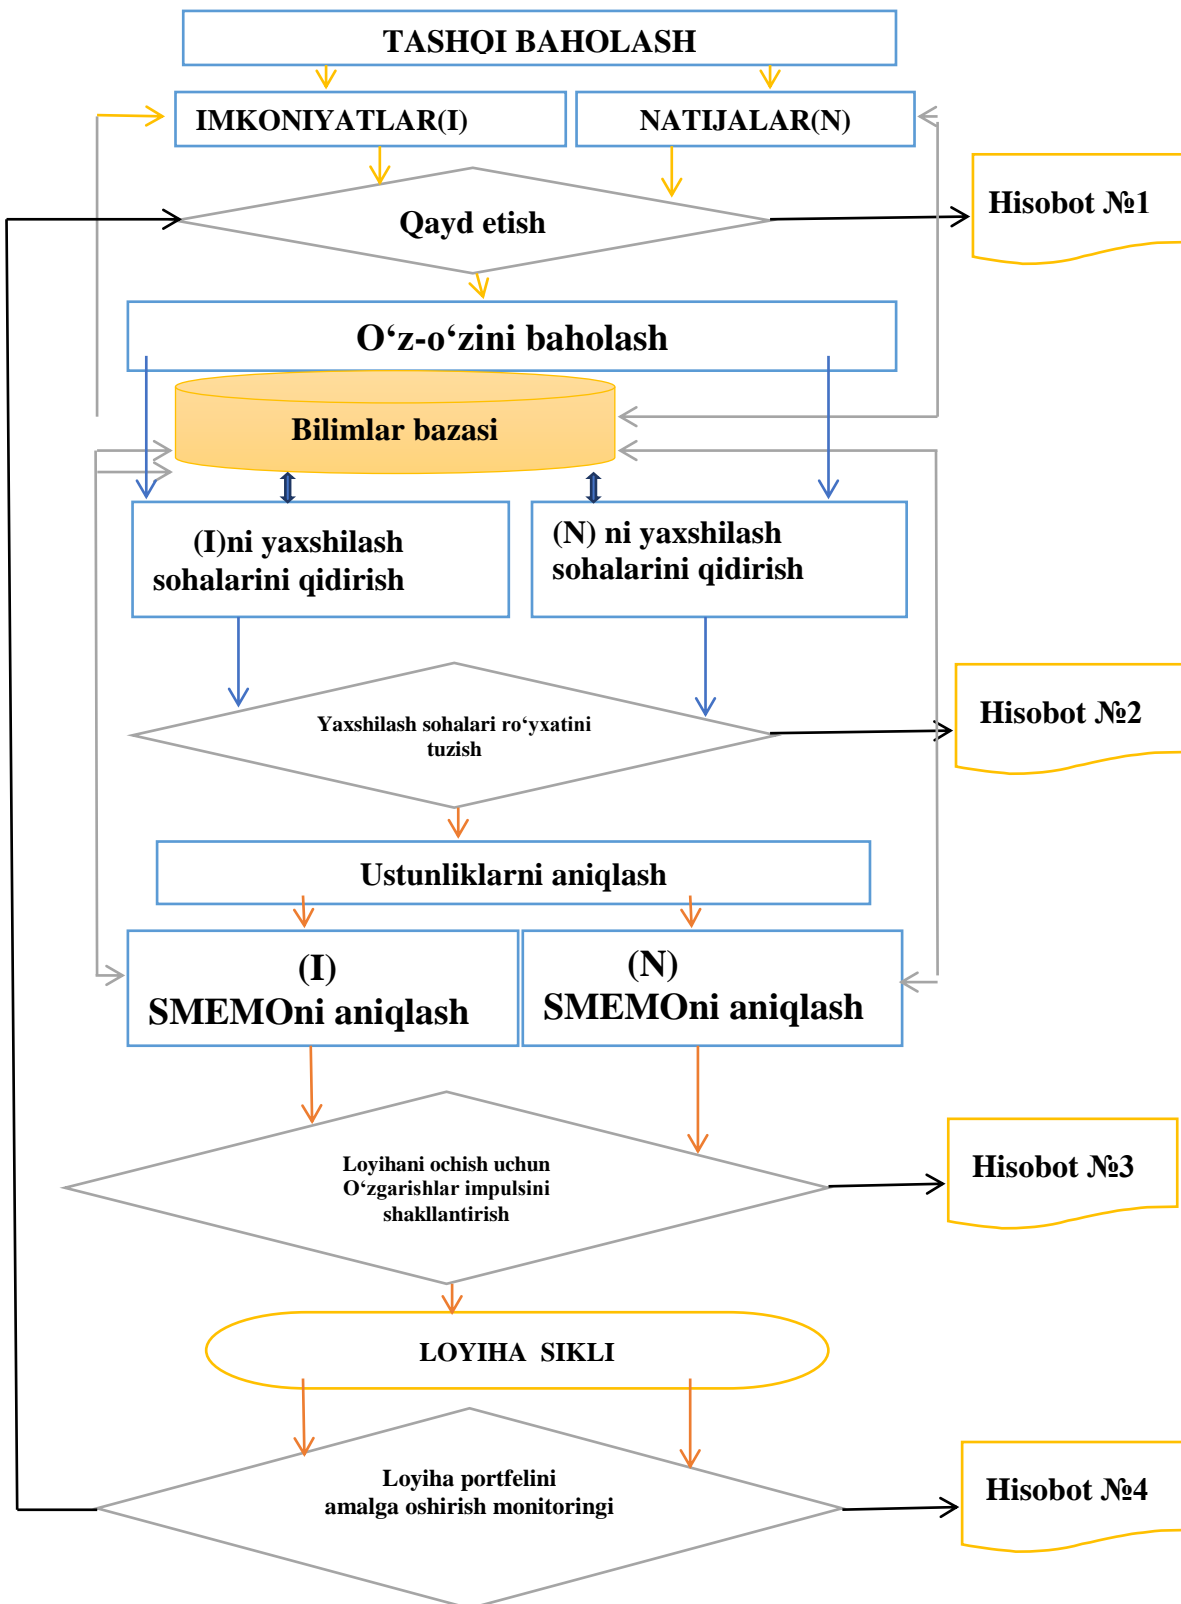 TASHQI BAHOLASH
IMKONIYATLAR(I)
NATIJALAR(N)
Qayd etish
Hisobot №1
O‘z-o‘zini baholash
Bilimlar bazasi
(I)ni yaxshilash
sohalarini qidirish
(N) ni yaxshilash
sohalarini qidirish
Yaxshilash sohalari ro‘yxatini
tuzish
Hisobot №2
Ustunliklarni aniqlash
(I)
SMEMOni aniqlash
(N)
SMEMOni aniqlash
Loyihani ochish uchun
O‘zgarishlar impulsini
shakllantirish
Hisobot №3
LOYIHA SIKLI
Loyiha portfelini
amalga oshirish monitoringi
Hisobot №4